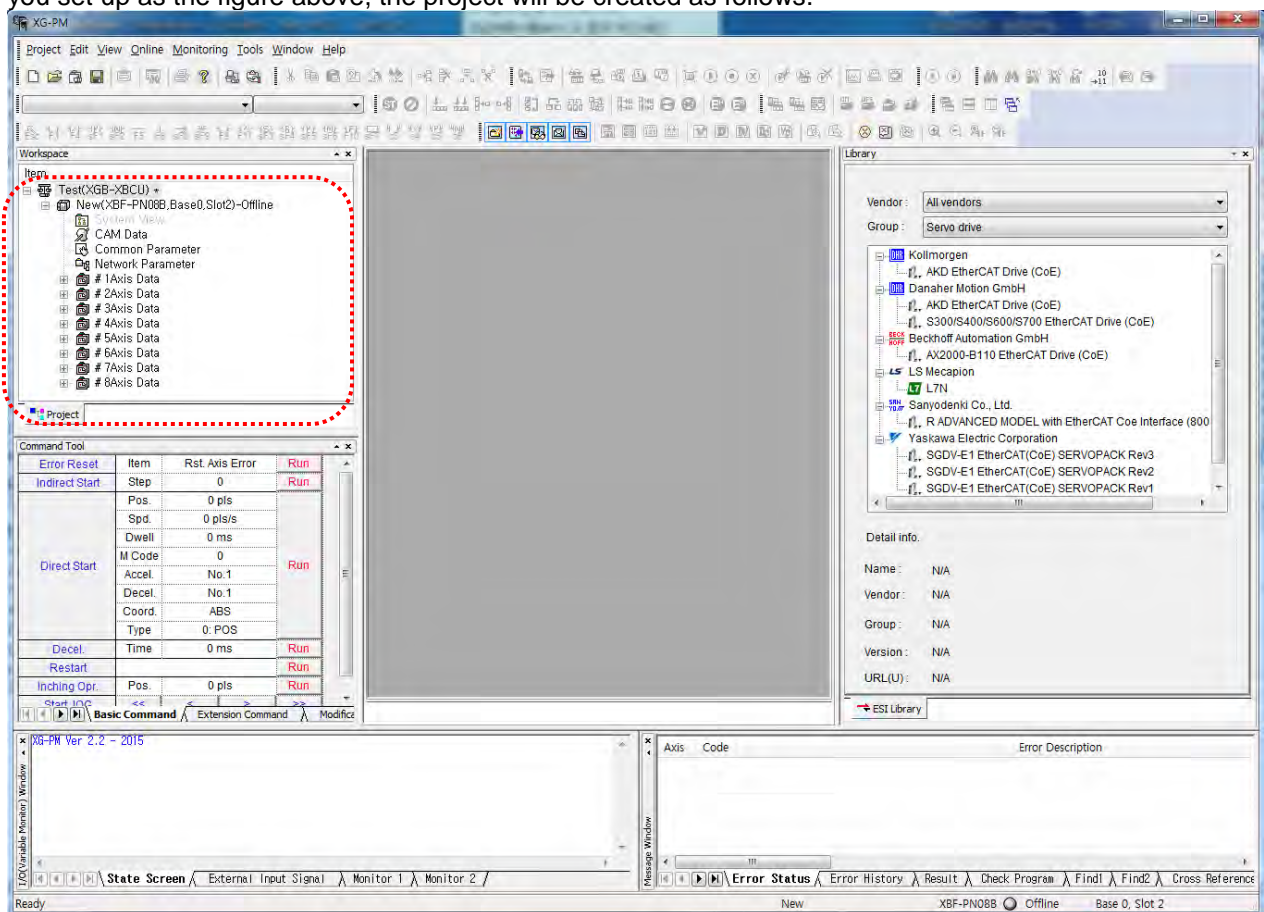 you set up as the figure above, the project will be created as follows.
XG-PM
Project Edit View Online Monitoring Tools Window Help
Workspace
Item
Test(XGB-XBCU) *
New(XBF-PN08B,Base0,Slot2)-Offline
System View
CAM Data
Common Parameter
Network Parameter
# 1Axis Data
# 2Axis Data
# 3Axis Data
# 4Axis Data
# 5Axis Data
# 6Axis Data
# 7Axis Data
# 8Axis Data
Project
Command Tool
Error Reset Item Rst. Axis Error Run
Indirect Start Step 0 Run
Direct Start Run
Pos. 0 pls
Spd. 0 pls/s
Dwell 0 ms
M Code 0
Accel. No.1
Decel. No.1
Coord. ABS
Type 0: POS
Decel. Time 0 ms Run
Restart Run
Inching Opr. Pos. 0 pls Run
Start JOG << < > >>
Basic Command Extension Command Modifica
Library
Vendor : All vendors
Group : Servo drive
Kollmorgen
AKD EtherCAT Drive (CoE)
Danaher Motion GmbH
AKD EtherCAT Drive (CoE)
S300/S400/S600/S700 EtherCAT Drive (CoE)
BECKHOFF Beckhoff Automation GmbH
AX2000-B110 EtherCAT Drive (CoE)
LS LS Mecapion
L7 L7N
Sanyodenki Co., Ltd.
R ADVANCED MODEL with EtherCAT Coe Interface (800
Yaskawa Electric Corporation
SGDV-E1 EtherCAT(CoE) SERVOPACK Rev3
SGDV-E1 EtherCAT(CoE) SERVOPACK Rev2
SGDV-E1 EtherCAT(CoE) SERVOPACK Rev1
Detail info.
Name : N/A
Vendor : N/A
Group : N/A
Version : N/A
URL(U) : N/A
ESI Library
XG-PM Ver 2.2 - 2015
I/O(Variable Monitor) Window
State Screen External Input Signal Monitor 1 Monitor 2
Message Window
Axis Code Error Description
Error Status Error History Result Check Program Find1 Find2 Cross Reference
Ready New XBF-PN08B Offline Base 0, Slot 2